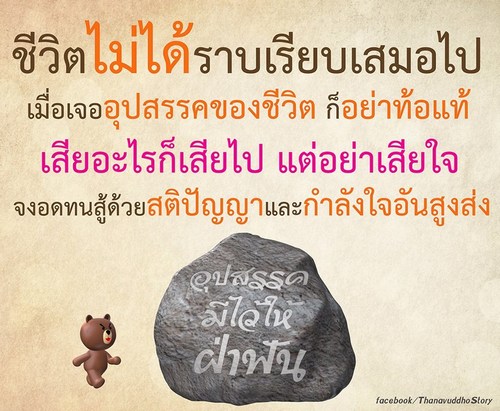 ชีวิตไม่ได้ราบเรียบเสมอไป
เมื่อเจออุปสรรคของชีวิต ก็อย่าท้อแท้
เสียอะไรก็เสียไป แต่อย่าเสียใจ
จงอดทนสู้ด้วยสติปัญญาและกำลังใจอันสูงส่ง
อุปสรรค
มีไว้ให้
ฝ่าฟัน
facebook/ThanavuddhoStory